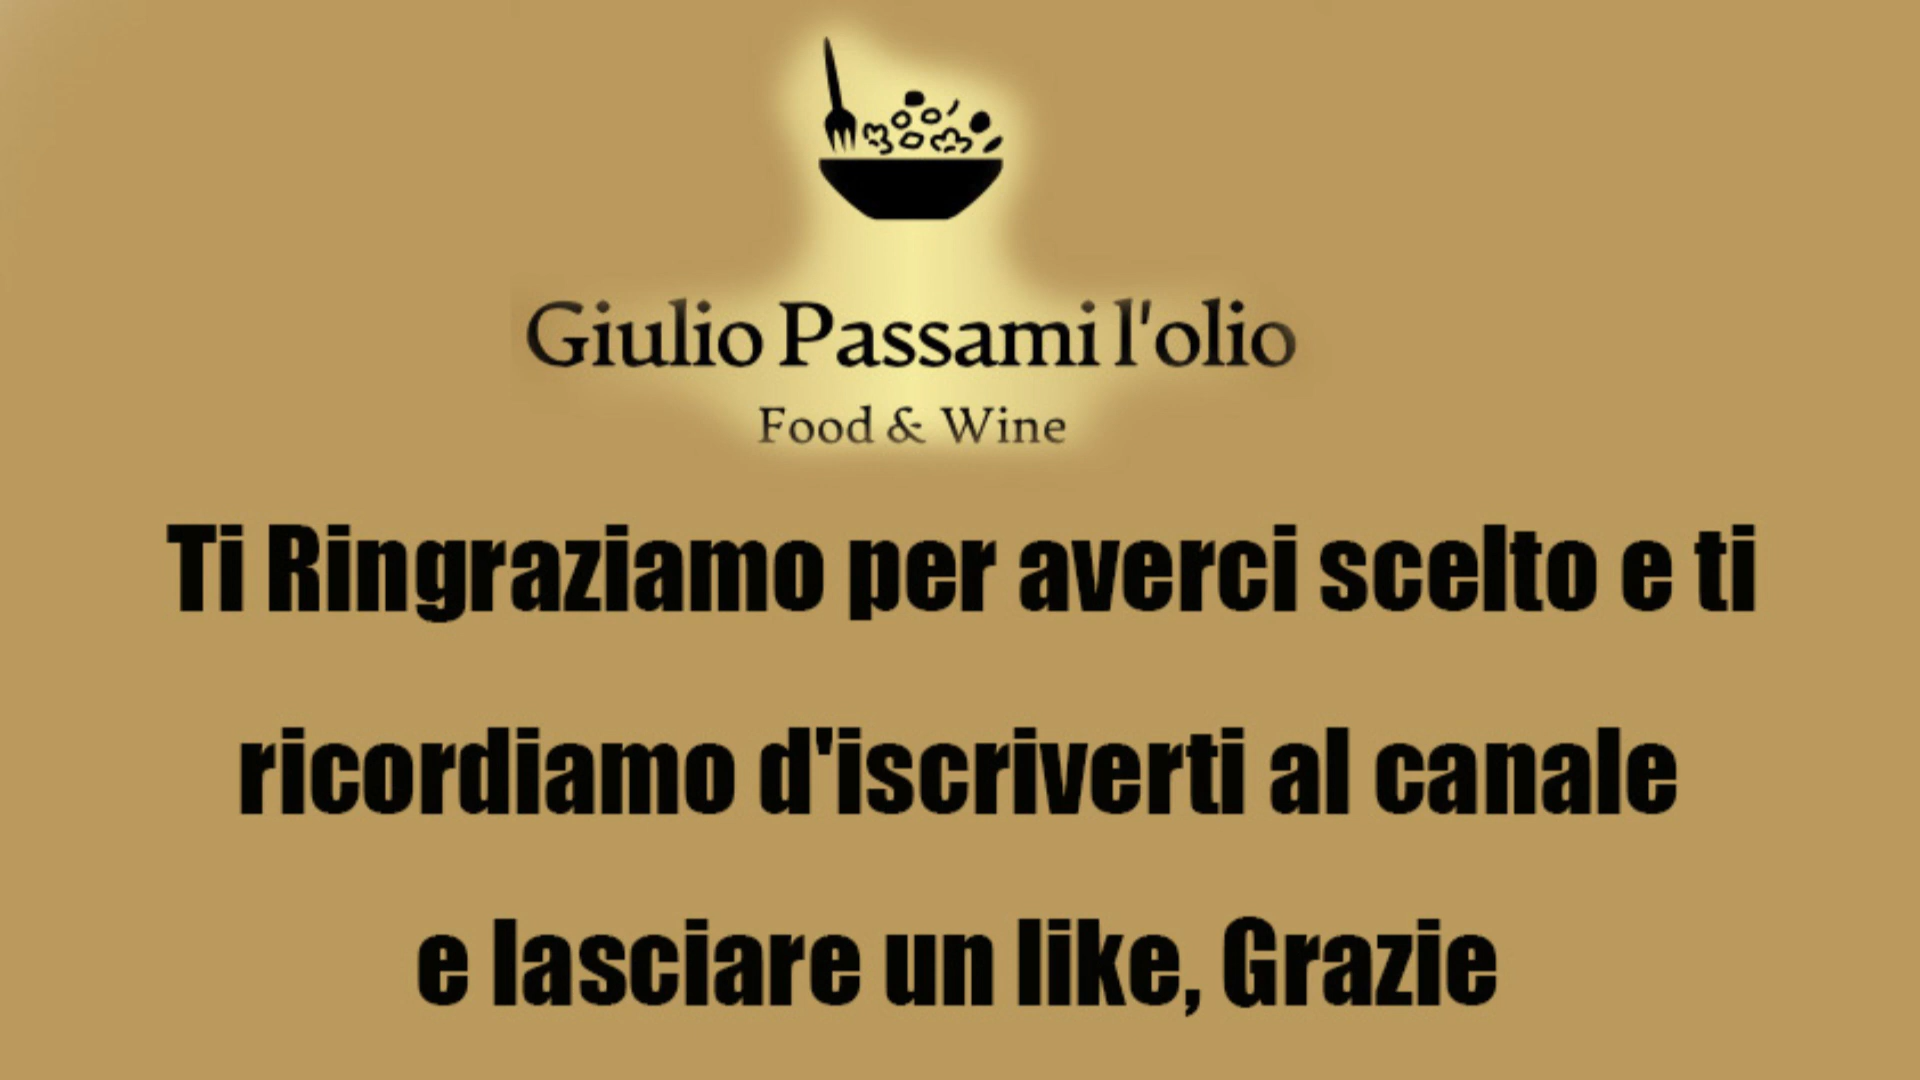 Giulio Passami l'olio
Food & Wine
Ti Ringraziamo per averci scelto e ti
ricordiamo d'iscriverti al canale
e lasciare un like, Grazie